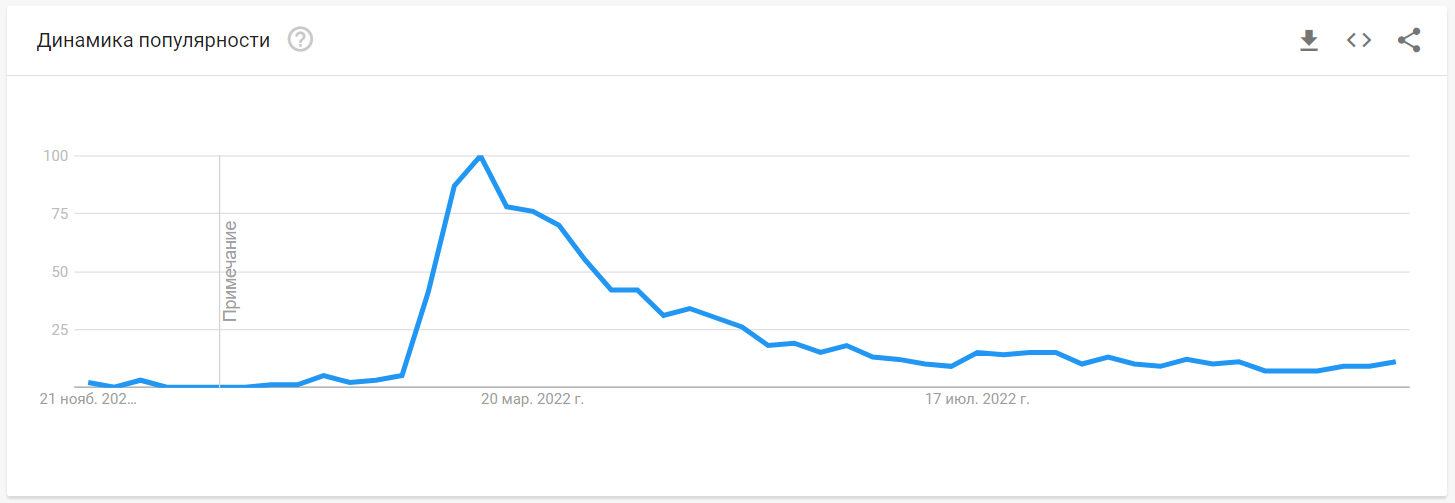 Динамика популярности
100
75
50
25
Примечание
21 нояб. 202...
20 мар. 2022 г.
17 июл. 2022 г.